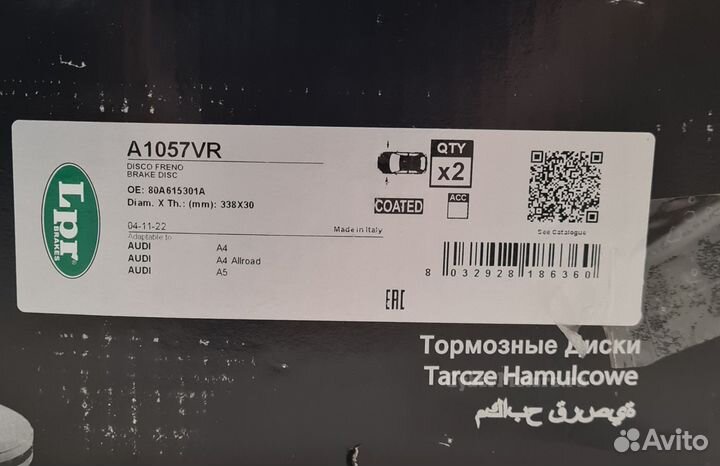 A1057VR
DISCO FRENO
BRAKE DISC
OE: 80A615301A
Diam. X Th.: (mm): 338X30
04-11-22
Made in Italy
Adaptable to
AUDI A4
AUDI A4 Allroad
AUDI A5
Lpr
BRAKES
QTY
x2
COATED
ACC
See Catalogue
8 032928 186360
EAC
Тормозные Диски
Tarcze Hamulcowe
Avito